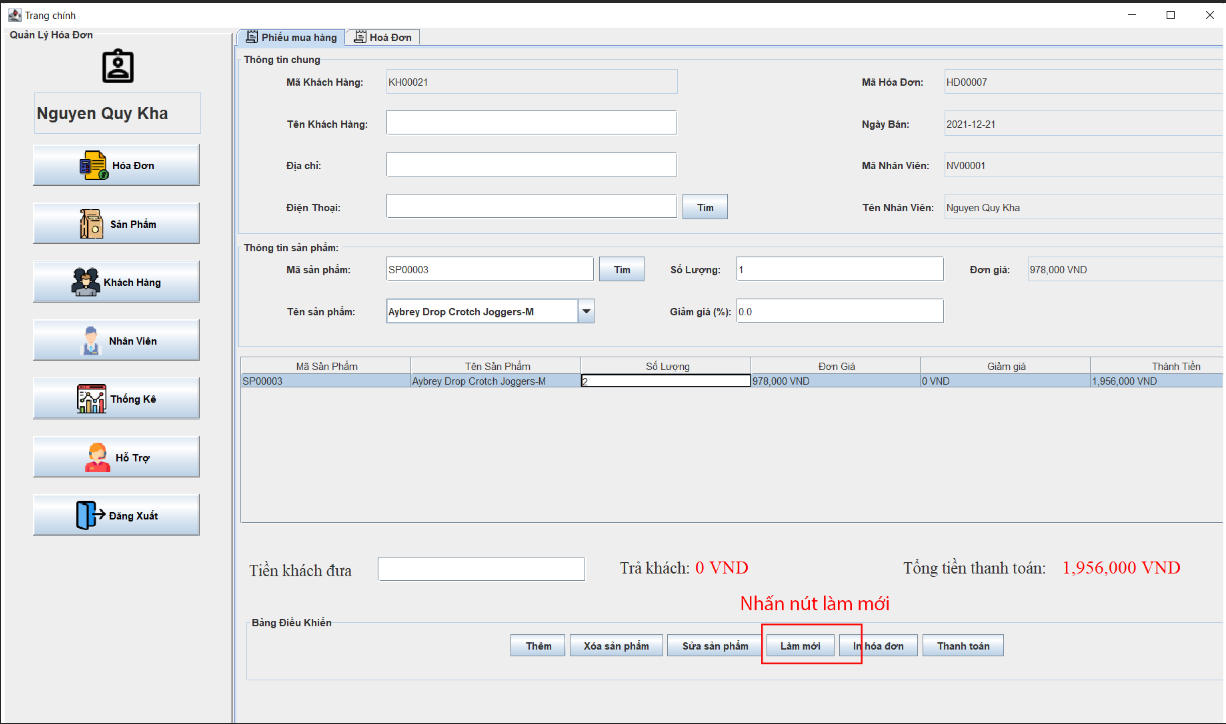 Trang chính
Quản Lý Hóa Đơn
Nguyen Quy Kha
Hóa Đơn
Sản Phẩm
Khách Hàng
Nhân Viên
Thống Kê
Hỗ Trợ
Đăng Xuất
Phiếu mua hàng Hoá Đơn
Thông tin chung
Mã Khách Hàng: KH00021 Mã Hóa Đơn: HD00007
Tên Khách Hàng: Ngày Bán: 2021-12-21
Địa chỉ: Mã Nhân Viên: NV00001
Điện Thoại: Tìm Tên Nhân Viên: Nguyen Quy Kha
Thông tin sản phẩm:
Mã sản phẩm: SP00003 Tìm Số Lượng: 1 Đơn giá: 978,000 VND
Tên sản phẩm: Aybrey Drop Crotch Joggers-M Giảm giá (%): 0.0
Mã Sản Phẩm Tên Sản Phẩm Số Lượng Đơn Giá Giảm giá Thành Tiền
SP00003 Aybrey Drop Crotch Joggers-M 2 978,000 VND 0 VND 1,956,000 VND
Tiền khách đưa Trả khách: 0 VND Tổng tiền thanh toán: 1,956,000 VND
Nhấn nút làm mới
Bảng Điều Khiển
Thêm Xóa sản phẩm Sửa sản phẩm Làm mới In hóa đơn Thanh toán